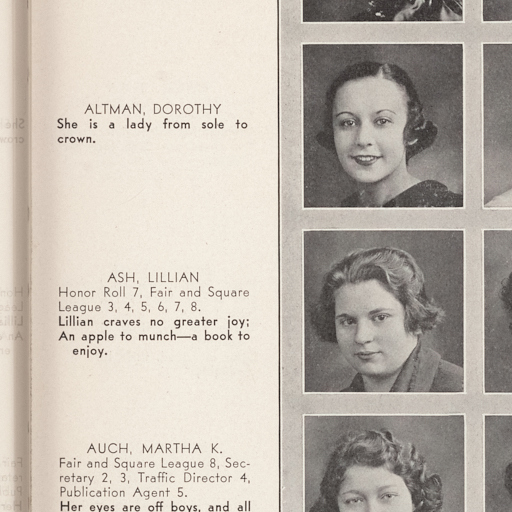 ALTMAN, DOROTHY
She is a lady from sole to
crown.
ASH, LILLIAN
Honor Roll 7, Fair and Square
League 3, 4, 5, 6, 7, 8.
Lillian craves no greater joy;
An apple to munch—a book to
enjoy.
AUCH, MARTHA K.
Fair and Square League 8, Sec-
retary 2, 3, Traffic Director 4,
Publication Agent 5.
Her eyes are off boys, and all